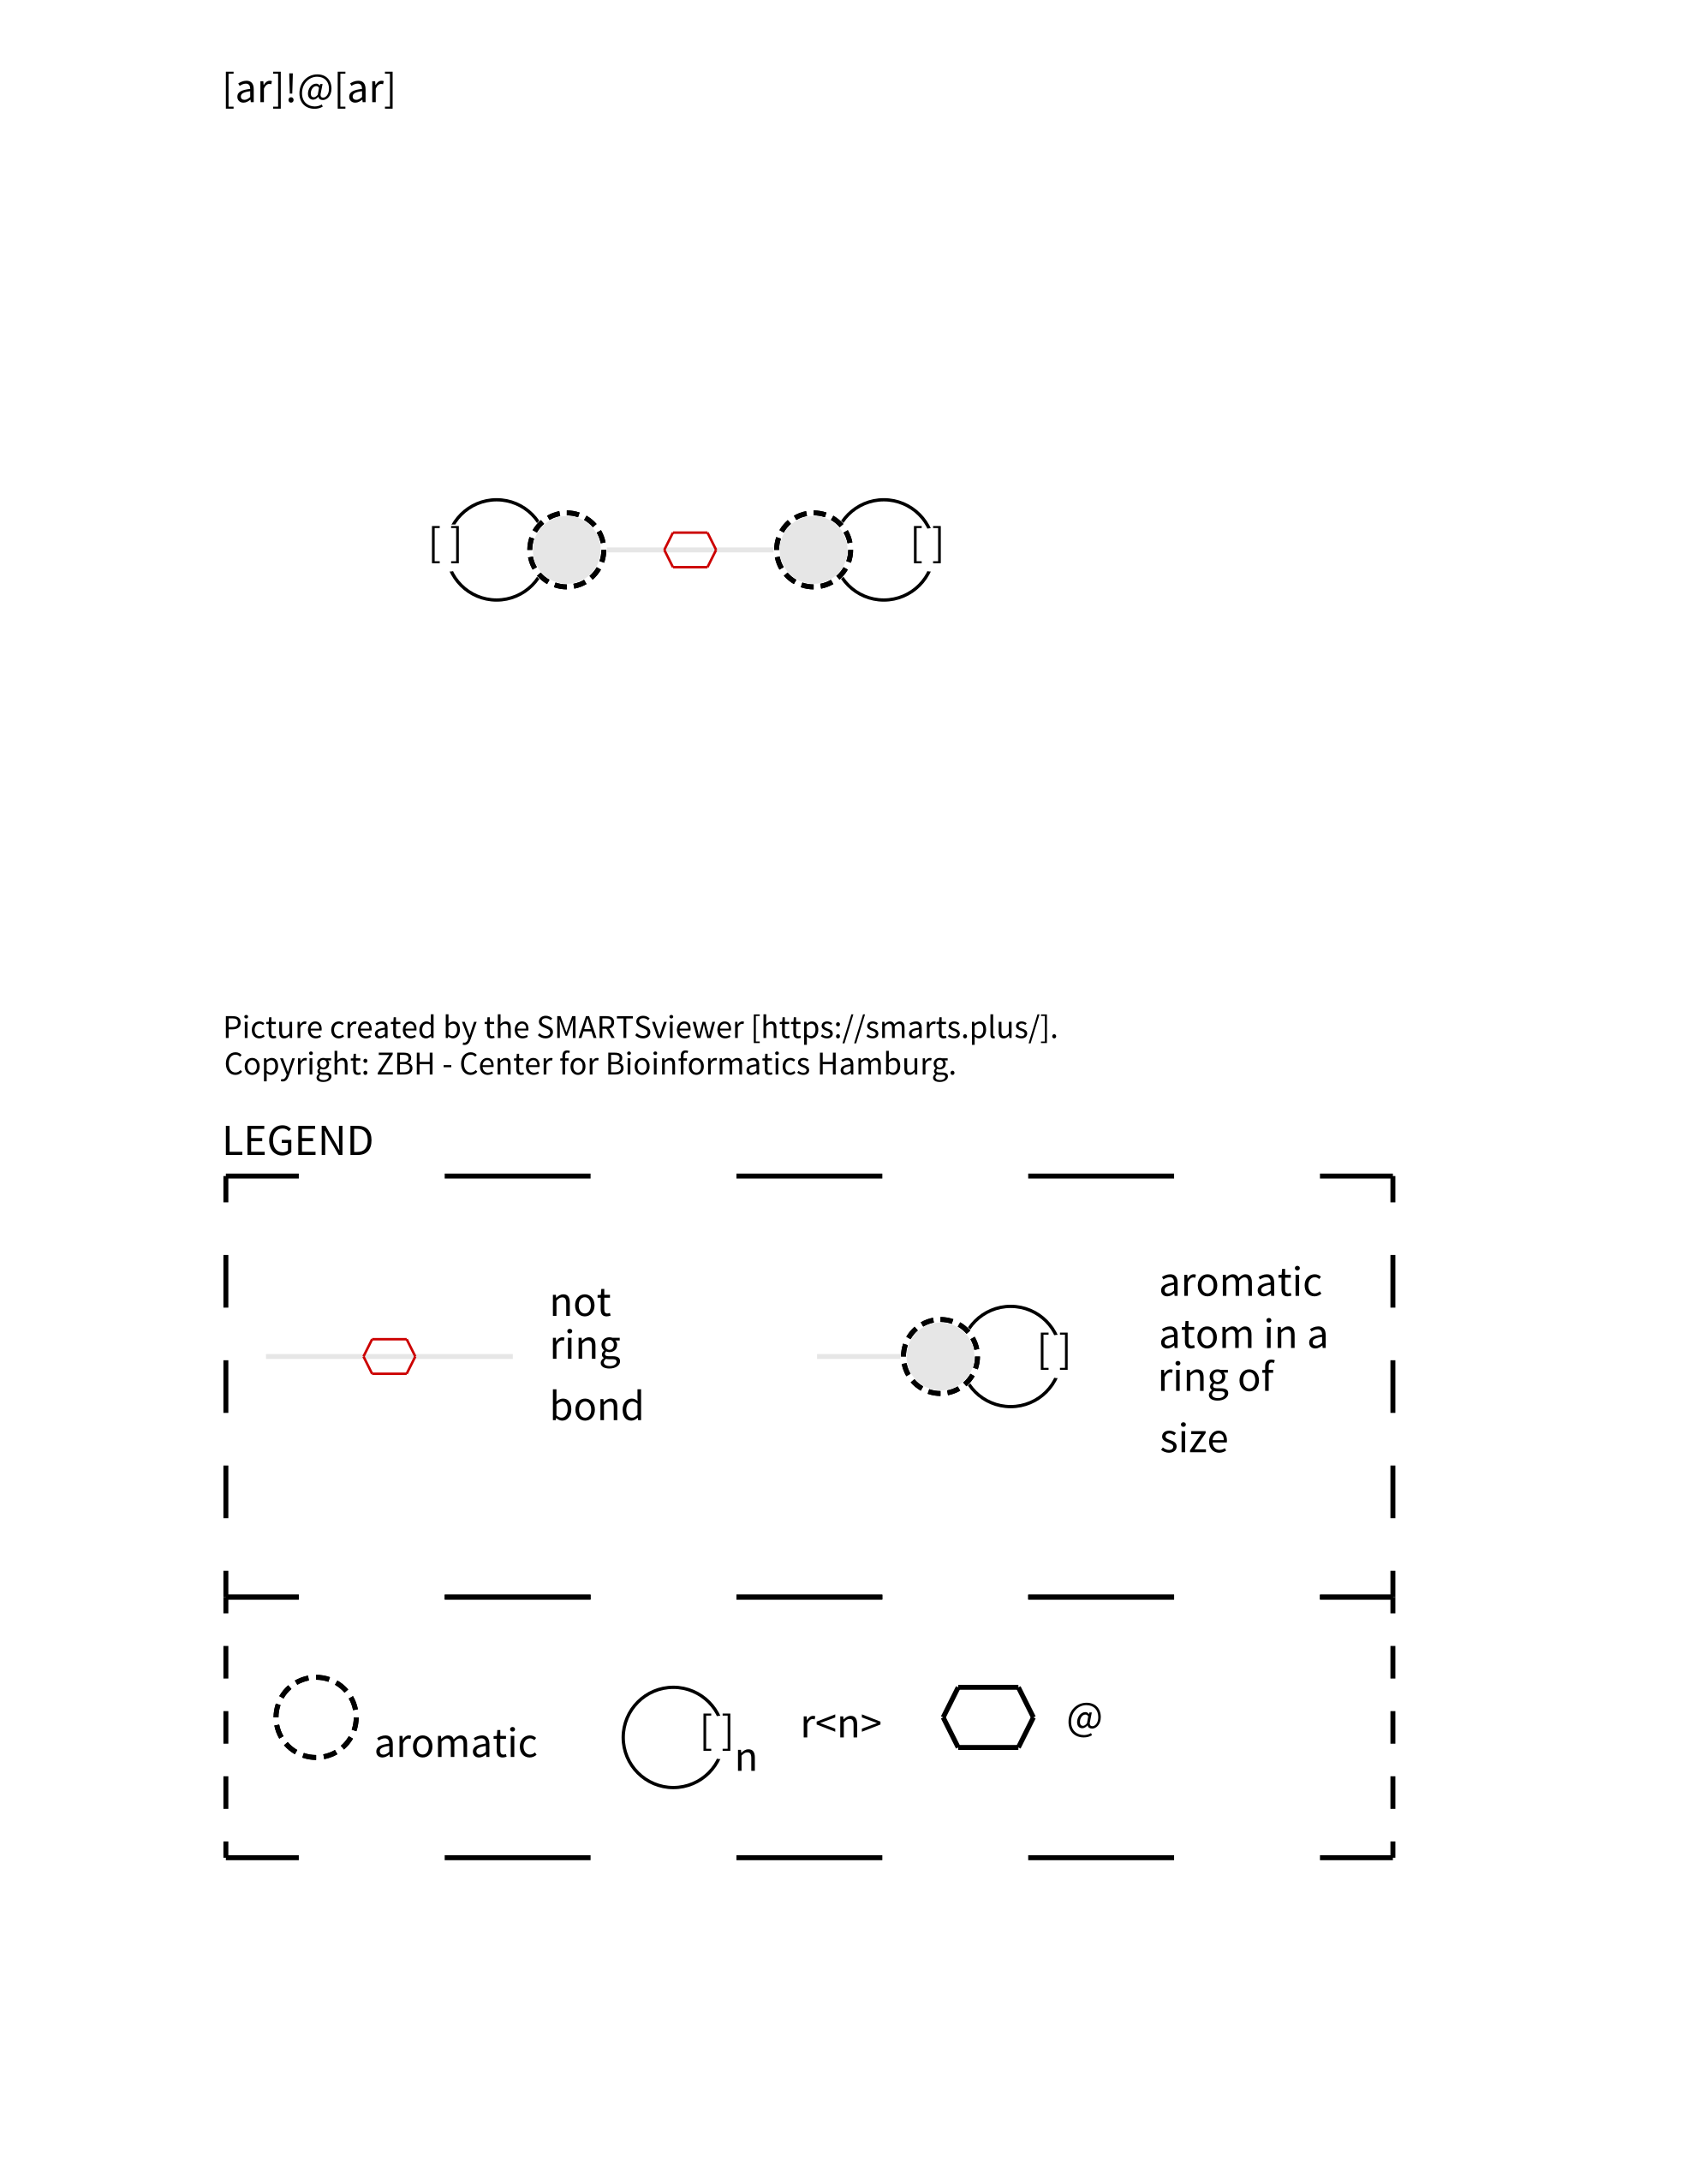 [ar]!@[ar]
[ ] [ ]
Picture created by the SMARTSviewer [https://smarts.plus/].
Copyright: ZBH - Center for Bioinformatics Hamburg.
LEGEND
not
ring
bond
[ ]
aromatic
atom in a
ring of
size
aromatic
[ ]n
r<n>
@